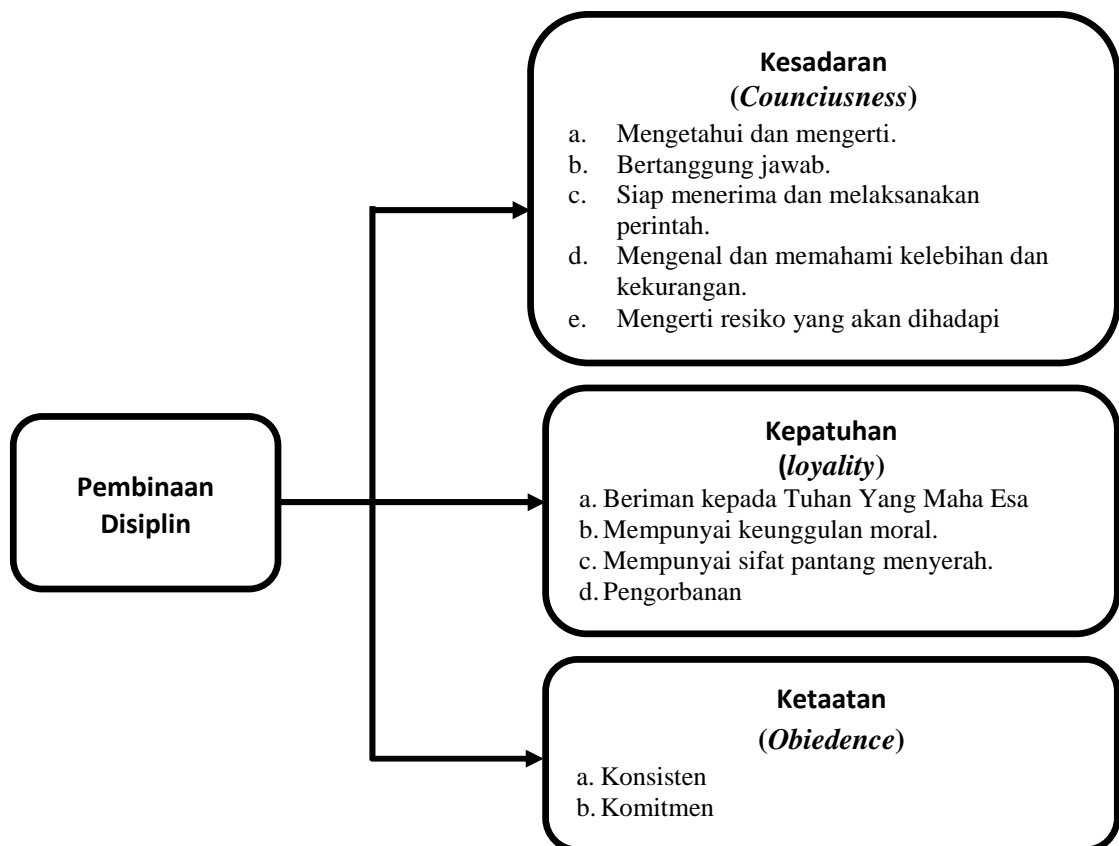 Pembinaan
Disiplin
Kesadaran
(Counciusness)
a. Mengetahui dan mengerti.
b. Bertanggung jawab.
c. Siap menerima dan melaksanakan
perintah.
d. Mengenal dan memahami kelebihan dan
kekurangan.
e. Mengerti resiko yang akan dihadapi
Kepatuhan
(loyality)
a. Beriman kepada Tuhan Yang Maha Esa
b. Mempunyai keunggulan moral.
c. Mempunyai sifat pantang menyerah.
d. Pengorbanan
Ketaatan
(Obiedence)
a. Konsisten
b. Komitmen